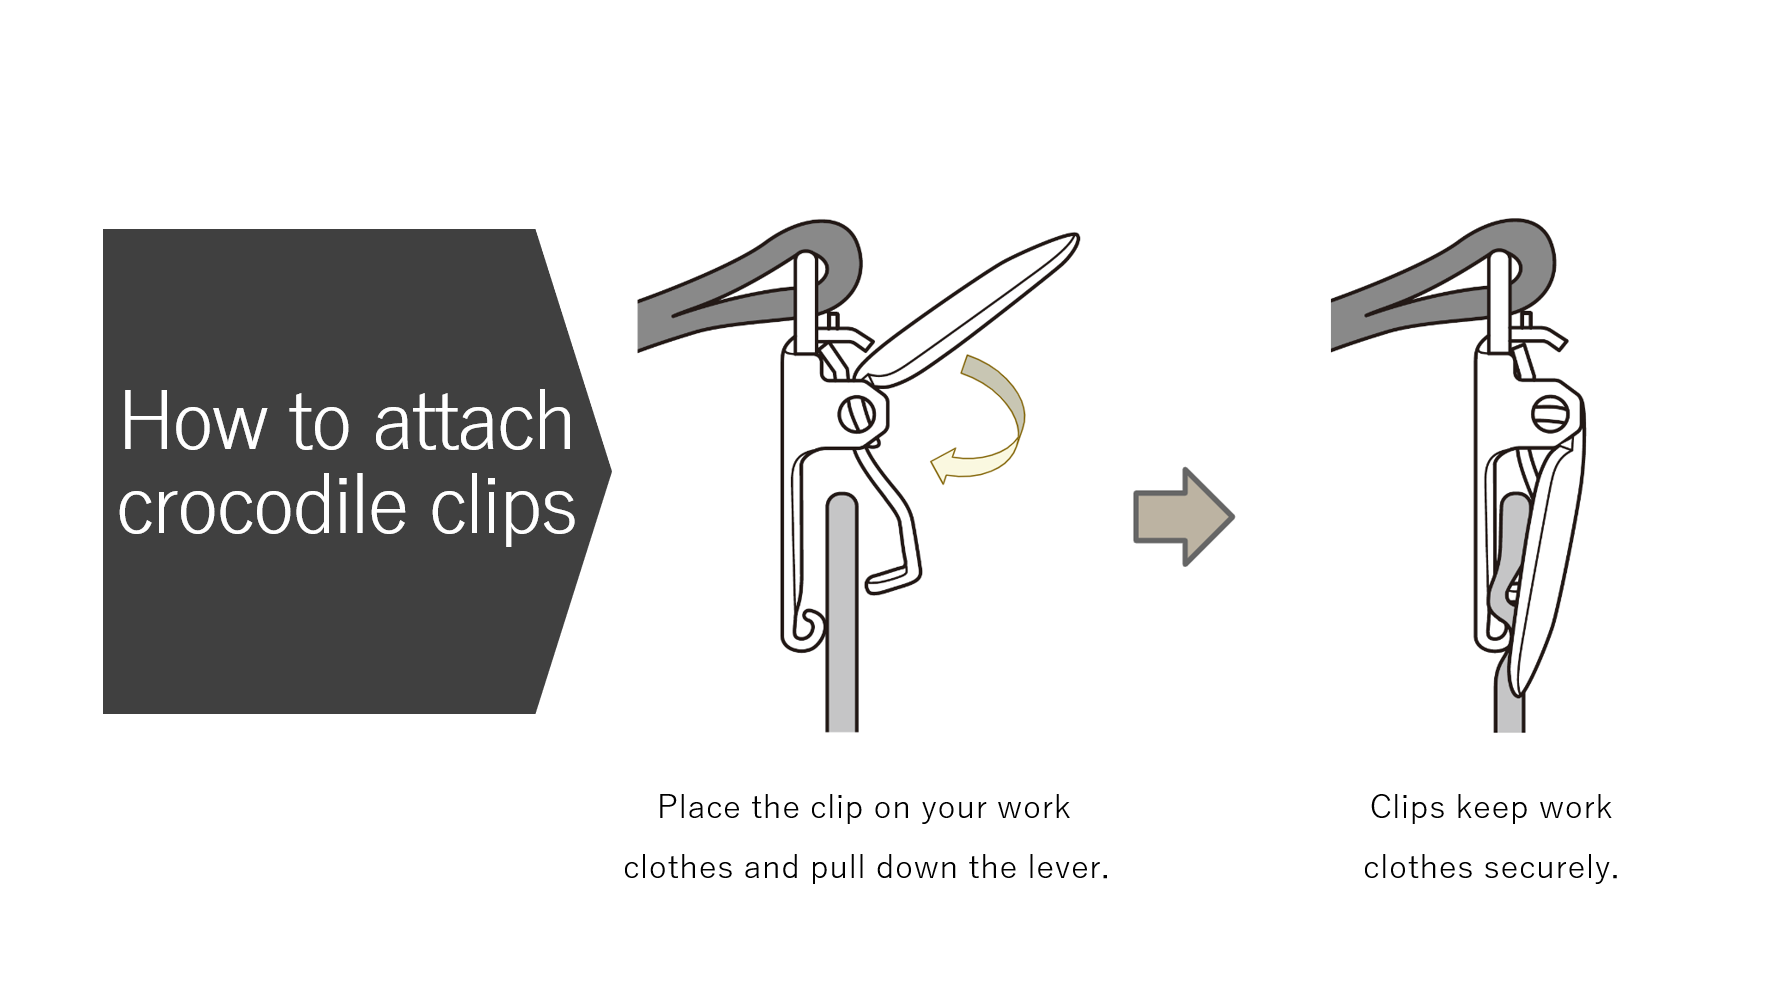 How to attach
crocodile clips
Place the clip on your work
clothes and pull down the lever.
Clips keep work
clothes securely.